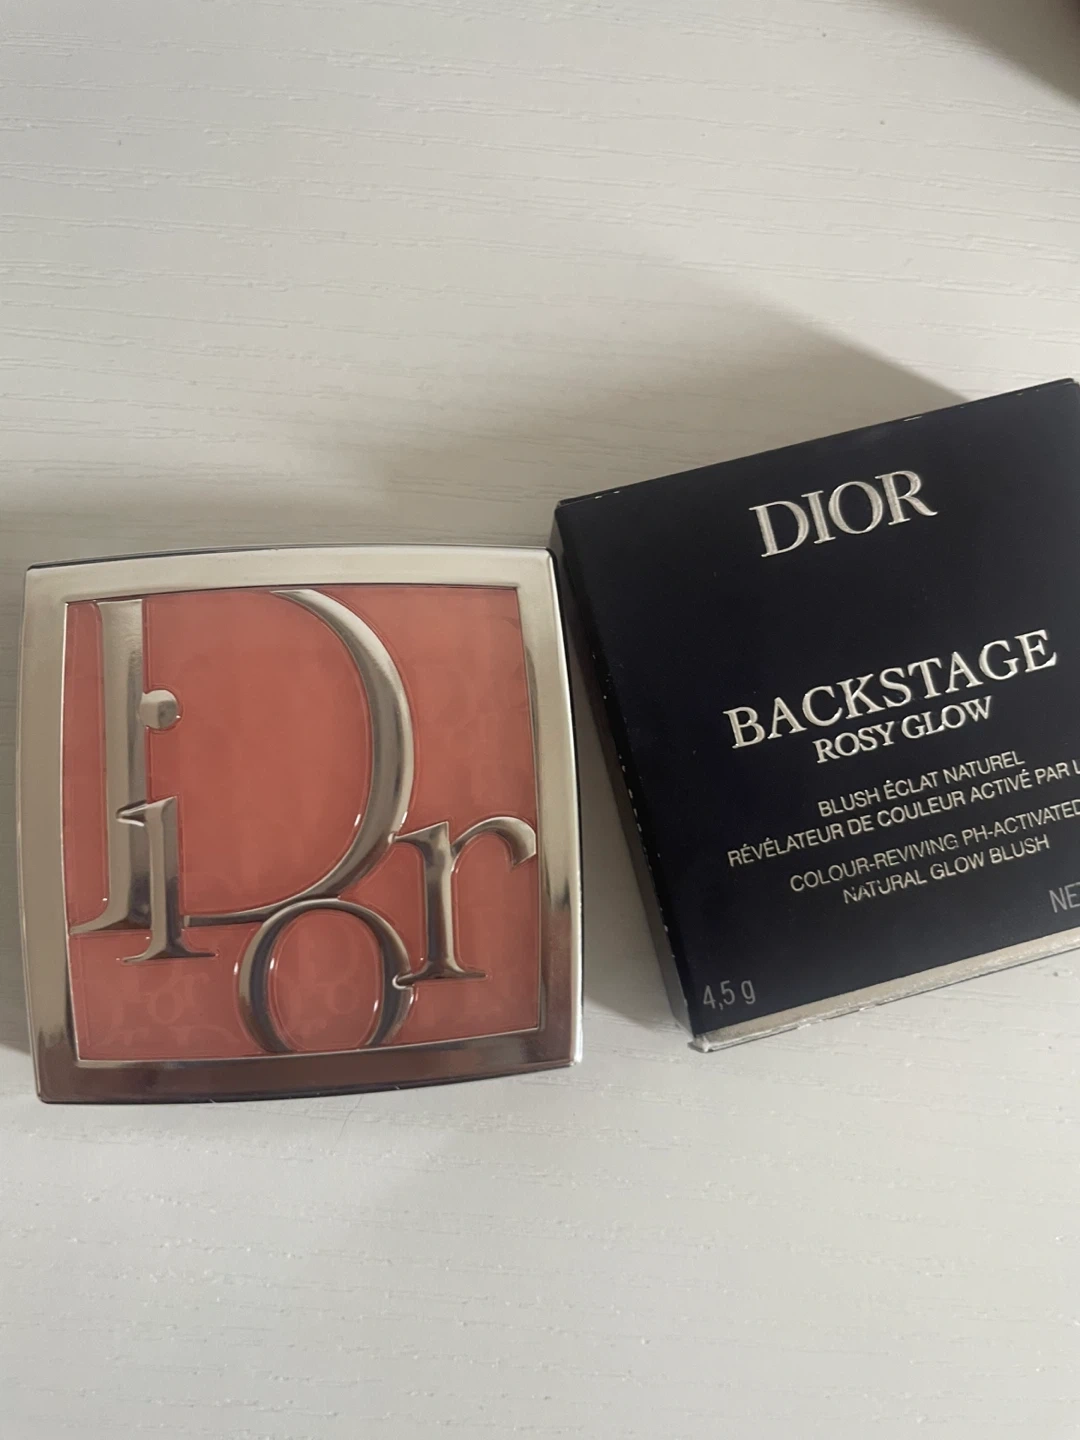 Dior
DIOR
BACKSTAGE
ROSY GLOW
BLUSH ÉCLAT NATUREL
RÉVÉLATEUR DE COULEUR ACTIVÉ PAR L
COLOUR-REVIVING PH-ACTIVATED
NATURAL GLOW BLUSH
NE
4,5 g